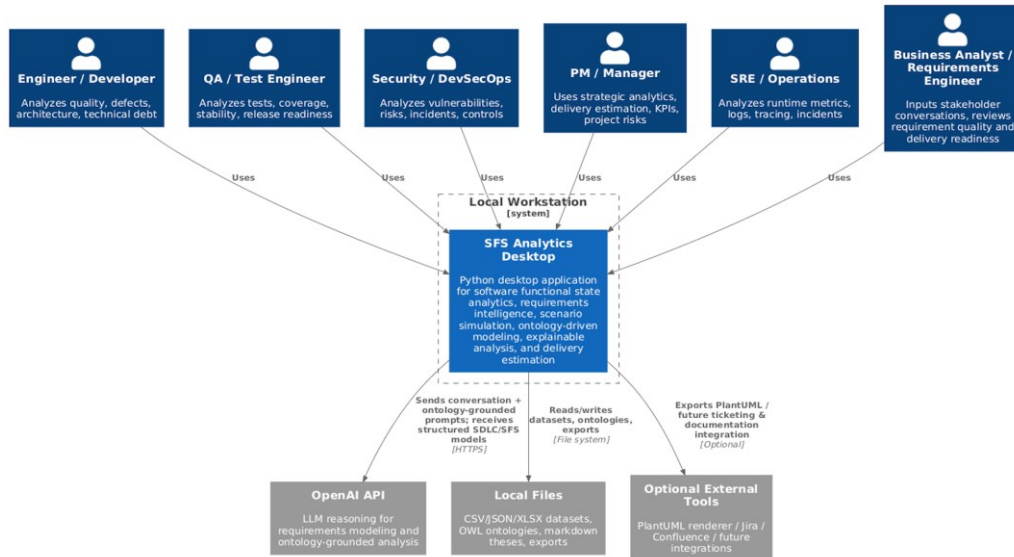 Engineer / Developer
Analyzes quality, defects,
architecture, technical debt
QA / Test Engineer
Analyzes tests, coverage,
stability, release readiness
Security / DevSecOps
Analyzes vulnerabilities,
risks, incidents, controls
PM / Manager
Uses strategic analytics,
delivery estimation, KPIs,
project risks
SRE / Operations
Analyzes runtime metrics,
logs, tracing, incidents
Business Analyst /
Requirements
Engineer
Inputs stakeholder
conversations, reviews
requirement quality and
delivery readiness
Uses
Uses
Uses
Uses
Uses
Uses
Local Workstation
[system]
SFS Analytics
Desktop
Python desktop application
for software functional state
analytics, requirements
intelligence, scenario
simulation, ontology-driven
modeling, explainable
analysis, and delivery
estimation
Sends conversation +
ontology-grounded
prompts; receives
structured SDLC/SFS
models
[HTTPS]
Reads/writes
datasets, ontologies,
exports
[File system]
Exports PlantUML /
future ticketing &
documentation
integration
[Optional]
OpenAI API
LLM reasoning for
requirements modeling and
ontology-grounded analysis
Local Files
CSV/JSON/XLSX datasets,
OWL ontologies, markdown
theses, exports
Optional External
Tools
PlantUML renderer / Jira /
Confluence / future
integrations